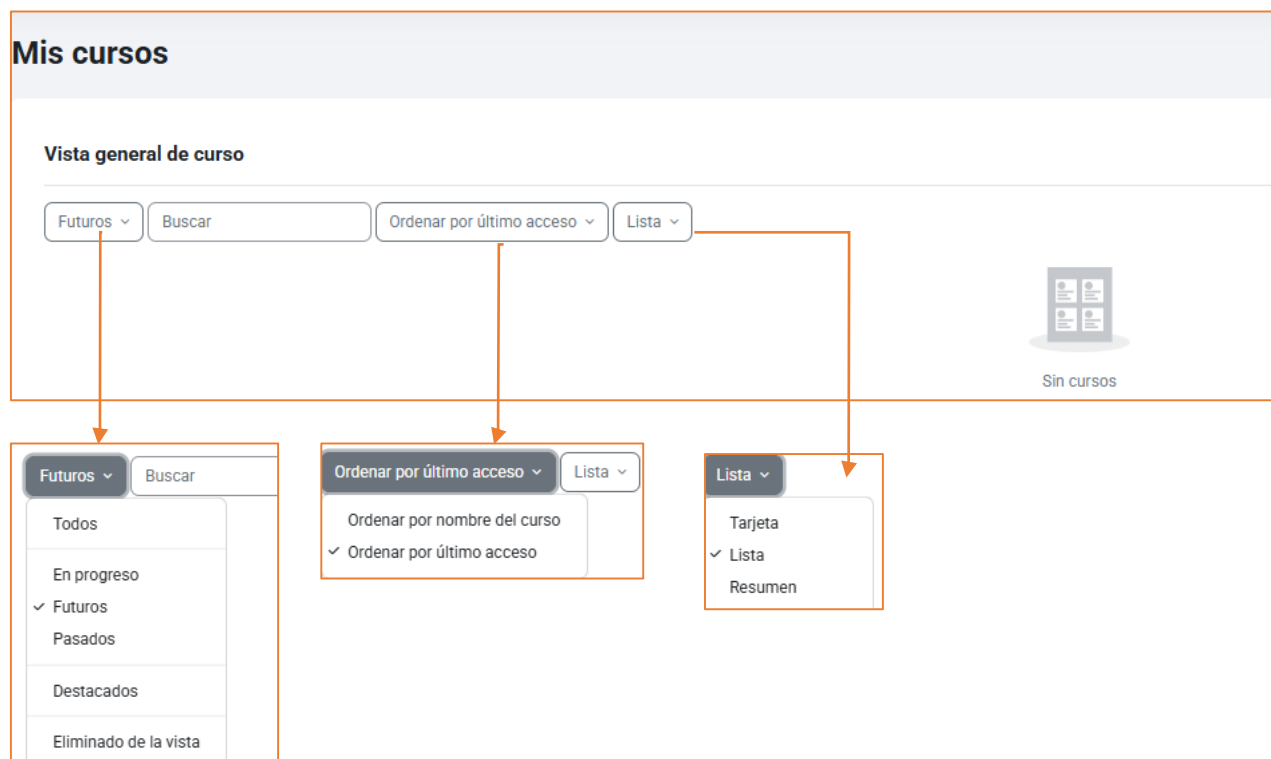 Mis cursos
Vista general de curso
Futuros Buscar Ordenar por último acceso Lista
Sin cursos
Futuros Buscar
Todos
En progreso
Futuros
Pasados
Destacados
Eliminado de la vista
Ordenar por último acceso Lista
Ordenar por nombre del curso
Ordenar por último acceso
Lista
Tarjeta
Lista
Resumen